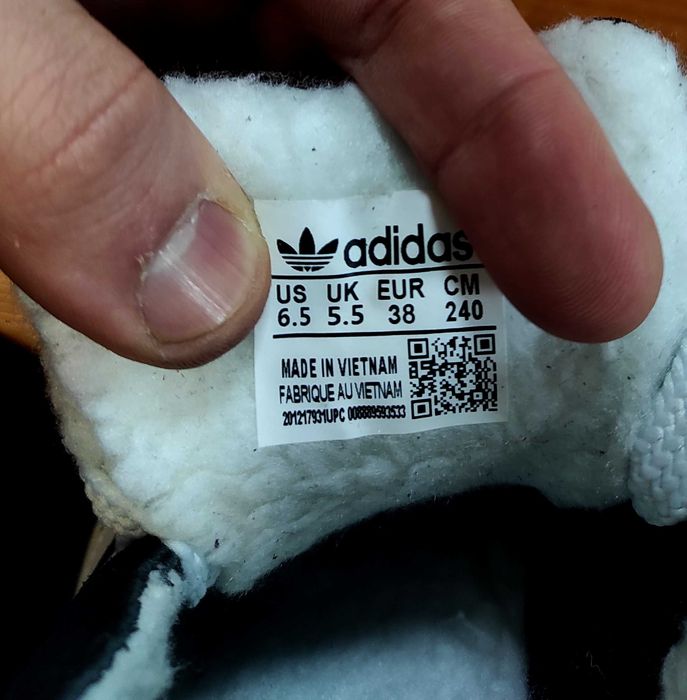 adidas
US UK EUR CM
6.5 5.5 38 240
MADE IN VIETNAM
FABRIQUE AU VIETNAM
201217931UPC 008889593533